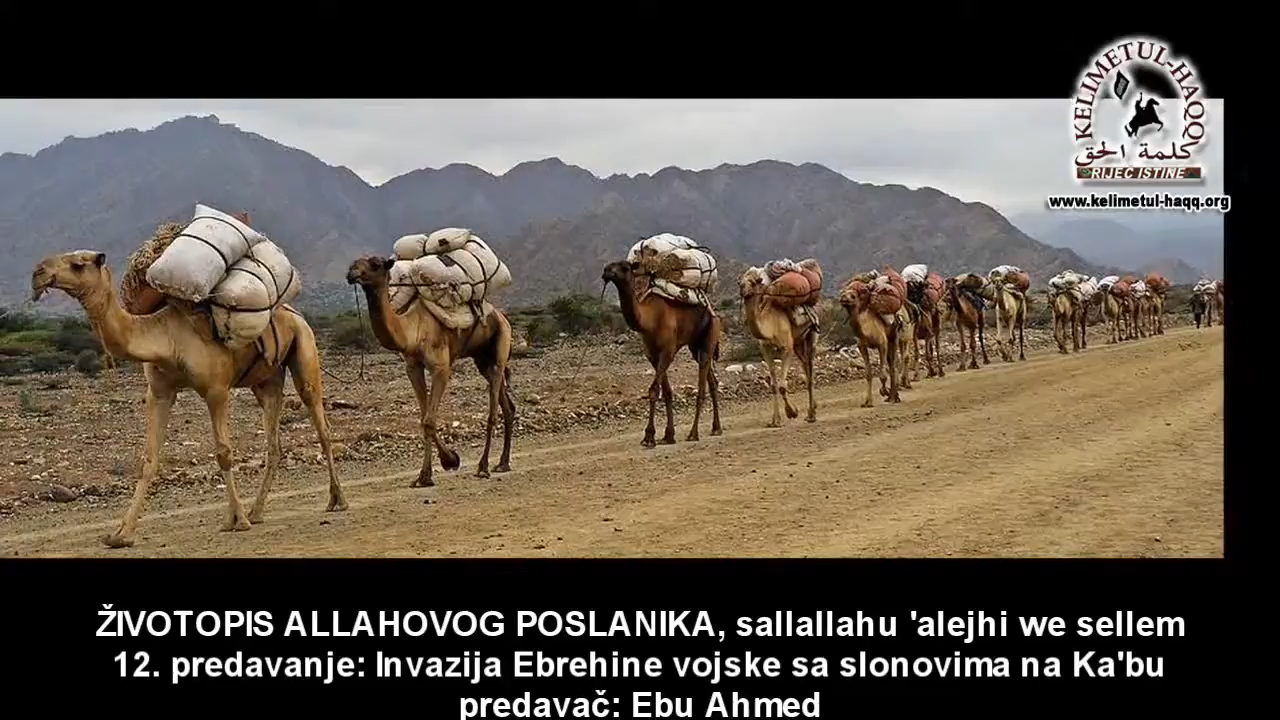 KELIMETUL-HAQQ
كلمة الحق
RIJEC ISTINE
www.kelimetul-haqq.org
ŽIVOTOPIS ALLAHOVOG POSLANIKA, sallallahu 'alejhi we sellem
12. predavanje: Invazija Ebrehine vojske sa slonovima na Ka'bu
predavač: Ebu Ahmed